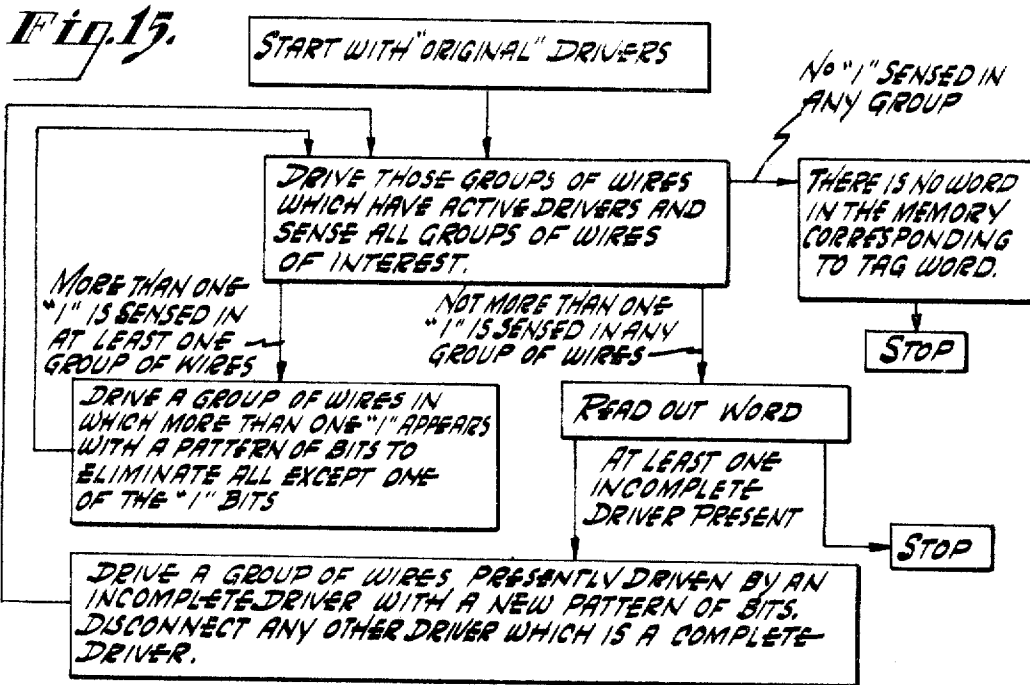 Fig.15.
START WITH "ORIGINAL" DRIVERS
NO "1" SENSED IN
ANY GROUP
DRIVE THOSE GROUPS OF WIRES
WHICH HAVE ACTIVE DRIVERS AND
SENSE ALL GROUPS OF WIRES
OF INTEREST.
THERE IS NO WORD
IN THE MEMORY
CORRESPONDING
TO TAG WORD.
STOP
MORE THAN ONE
"1" IS SENSED IN
AT LEAST ONE
GROUP OF WIRES
NOT MORE THAN ONE
"1" IS SENSED IN ANY
GROUP OF WIRES
DRIVE A GROUP OF WIRES IN
WHICH MORE THAN ONE "1" APPEARS
WITH A PATTERN OF BITS TO
ELIMINATE ALL EXCEPT ONE
OF THE "1" BITS
READ OUT WORD
AT LEAST ONE
INCOMPLETE
DRIVER PRESENT
STOP
DRIVE A GROUP OF WIRES PRESENTLY DRIVEN BY AN
INCOMPLETE DRIVER WITH A NEW PATTERN OF BITS.
DISCONNECT ANY OTHER DRIVER WHICH IS A COMPLETE
DRIVER.